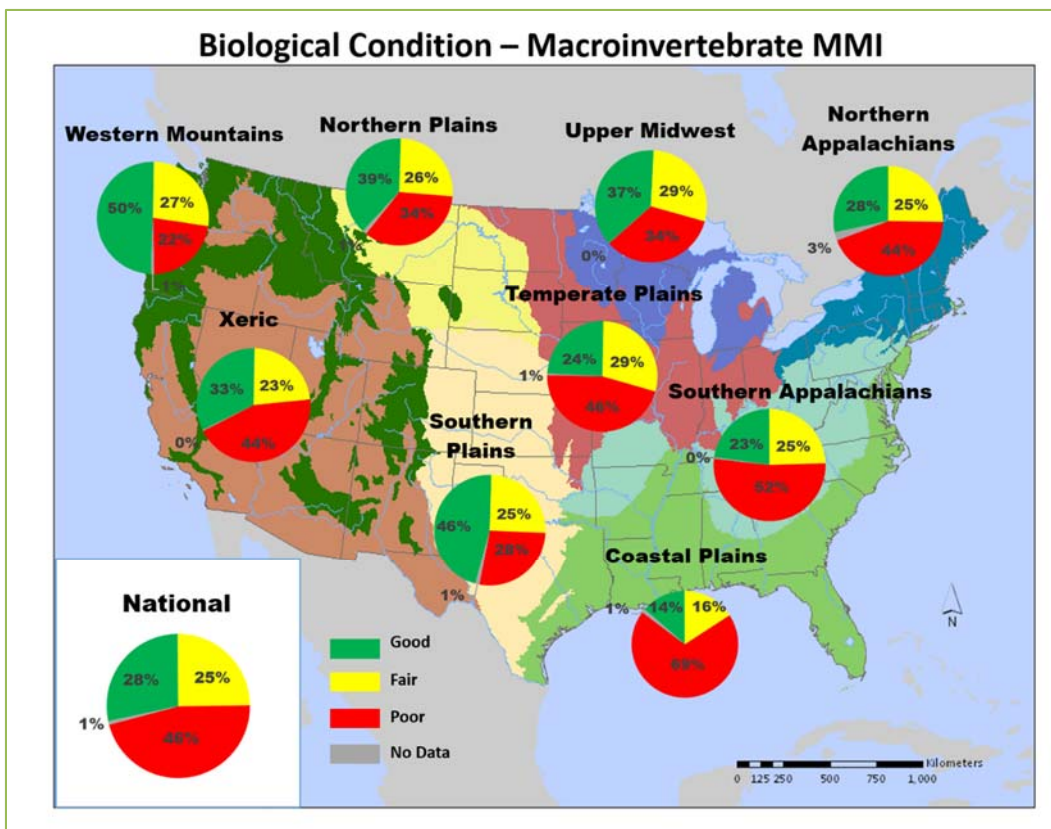 Biological Condition – Macroinvertebrate MMI
Western Mountains
50%
27%
22%
1%
Northern Plains
39%
26%
34%
1%
Upper Midwest
37%
29%
34%
0%
Northern
Appalachians
28%
25%
44%
3%
Xeric
33%
23%
44%
0%
Temperate Plains
24%
29%
46%
1%
Southern Appalachians
23%
25%
52%
0%
Southern
Plains
46%
25%
28%
1%
Coastal Plains
14%
16%
69%
1%
National
28%
25%
46%
1%
Good
Fair
Poor
No Data
N
Kilometers
0 125 250 500 750 1,000